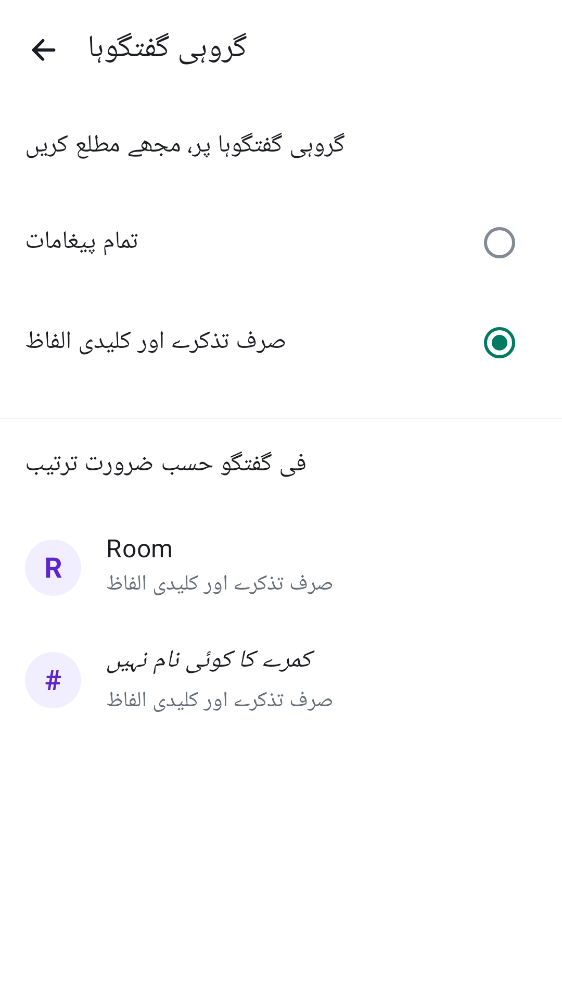 گروہی گفتگوہا
گروہی گفتگوہا پر، مجھے مطلع کریں
تمام پیغامات
صرف تذکرے اور کلیدی الفاظ
فی گفتگو حسب ضرورت ترتیب
R
Room
صرف تذکرے اور کلیدی الفاظ
#
کمرے کا کوئی نام نہیں
صرف تذکرے اور کلیدی الفاظ